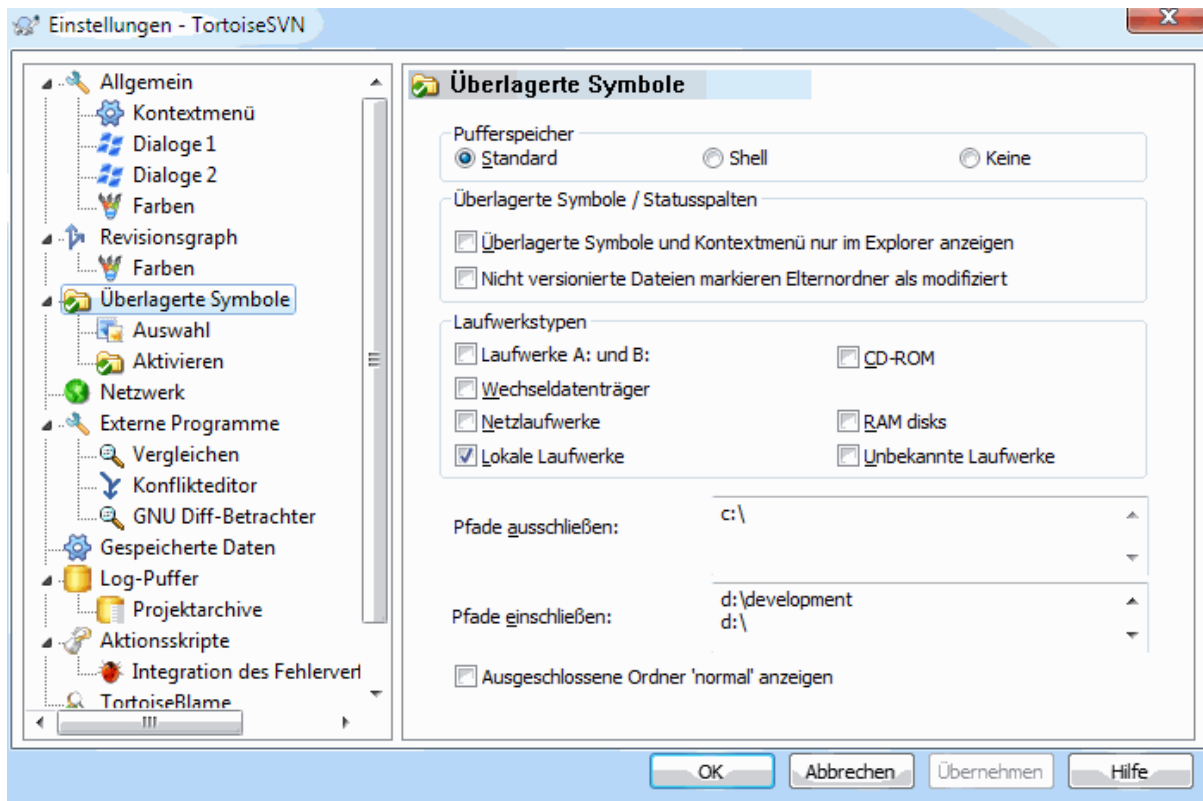 Einstellungen - TortoiseSVN
Allgemein
Kontextmenü
Dialoge 1
Dialoge 2
Farben
Revisionsgraph
Farben
Überlagerte Symbole
Auswahl
Aktivieren
Netzwerk
Externe Programme
Vergleichen
Konflikteditor
GNU Diff-Betrachter
Gespeicherte Daten
Log-Puffer
Projektarchive
Aktionsskripte
Integration des Fehlerverf
TortoiseBlame
Überlagerte Symbole
Pufferspeicher
Standard
Shell
Keine
Überlagerte Symbole / Statusspalten
Überlagerte Symbole und Kontextmenü nur im Explorer anzeigen
Nicht versionierte Dateien markieren Elternordner als modifiziert
Laufwerkstypen
Laufwerke A: und B:
CD-ROM
Wechseldatenträger
Netzlaufwerke
RAM disks
Lokale Laufwerke
Unbekannte Laufwerke
Pfade ausschließen:
c:\
Pfade einschließen:
d:\development
d:\
Ausgeschlossene Ordner 'normal' anzeigen
OK
Abbrechen
Übernehmen
Hilfe